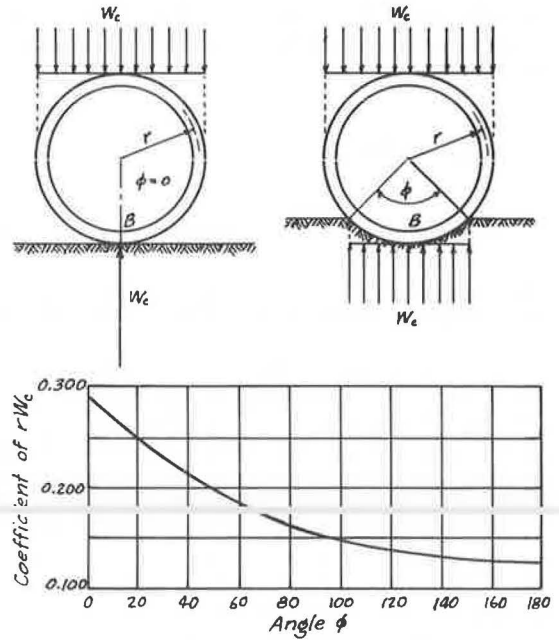 Wc Wc
r r
ϕ=0 ϕ
B B
Wc Wc
Coefficient of rWc
0.300
0.200
0.100
0 20 40 60 80 100 120 140 160 180
Angle ϕ